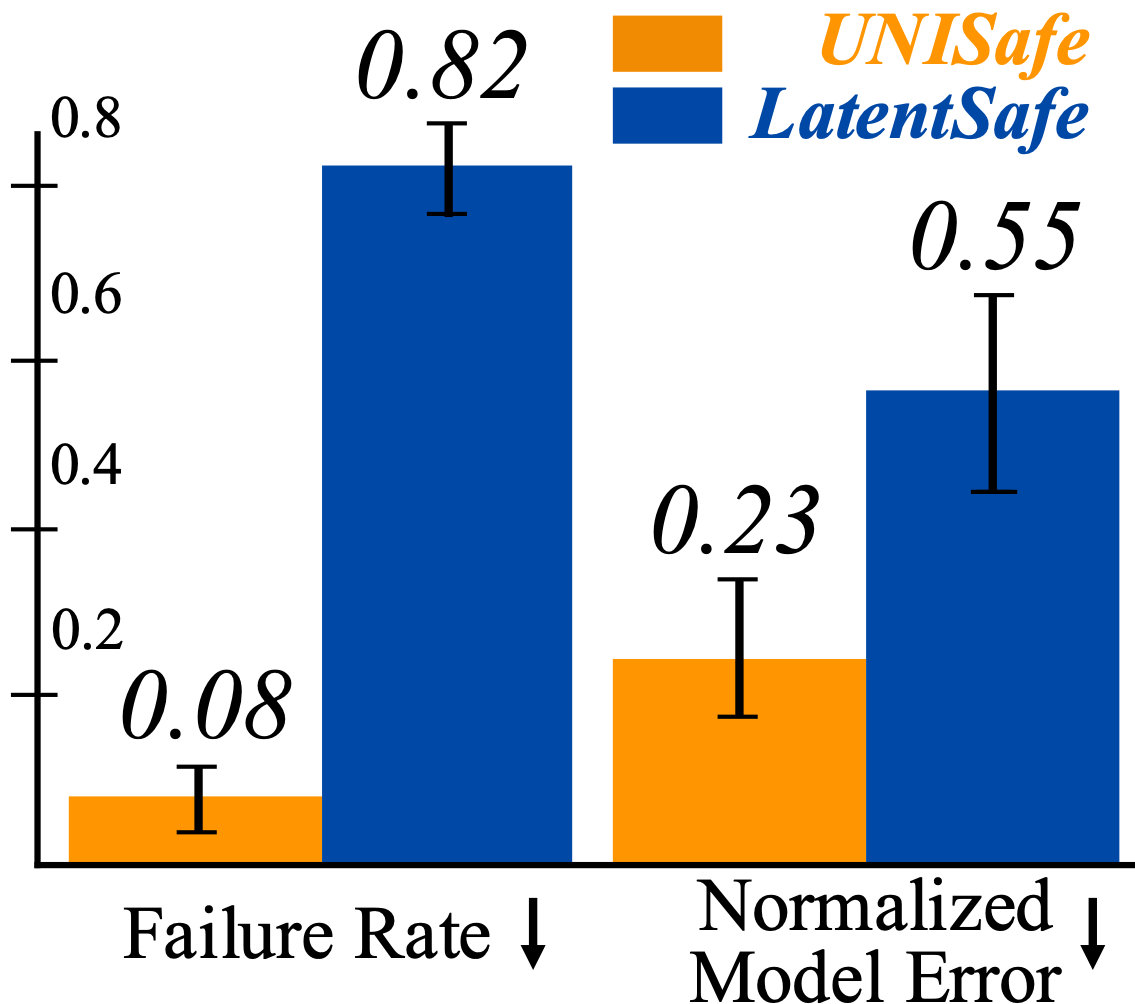 UNISafe
LatentSafe
0.8
0.6
0.4
0.2
0.08
0.82
0.23
0.55
Failure Rate ↓
Normalized
Model Error ↓